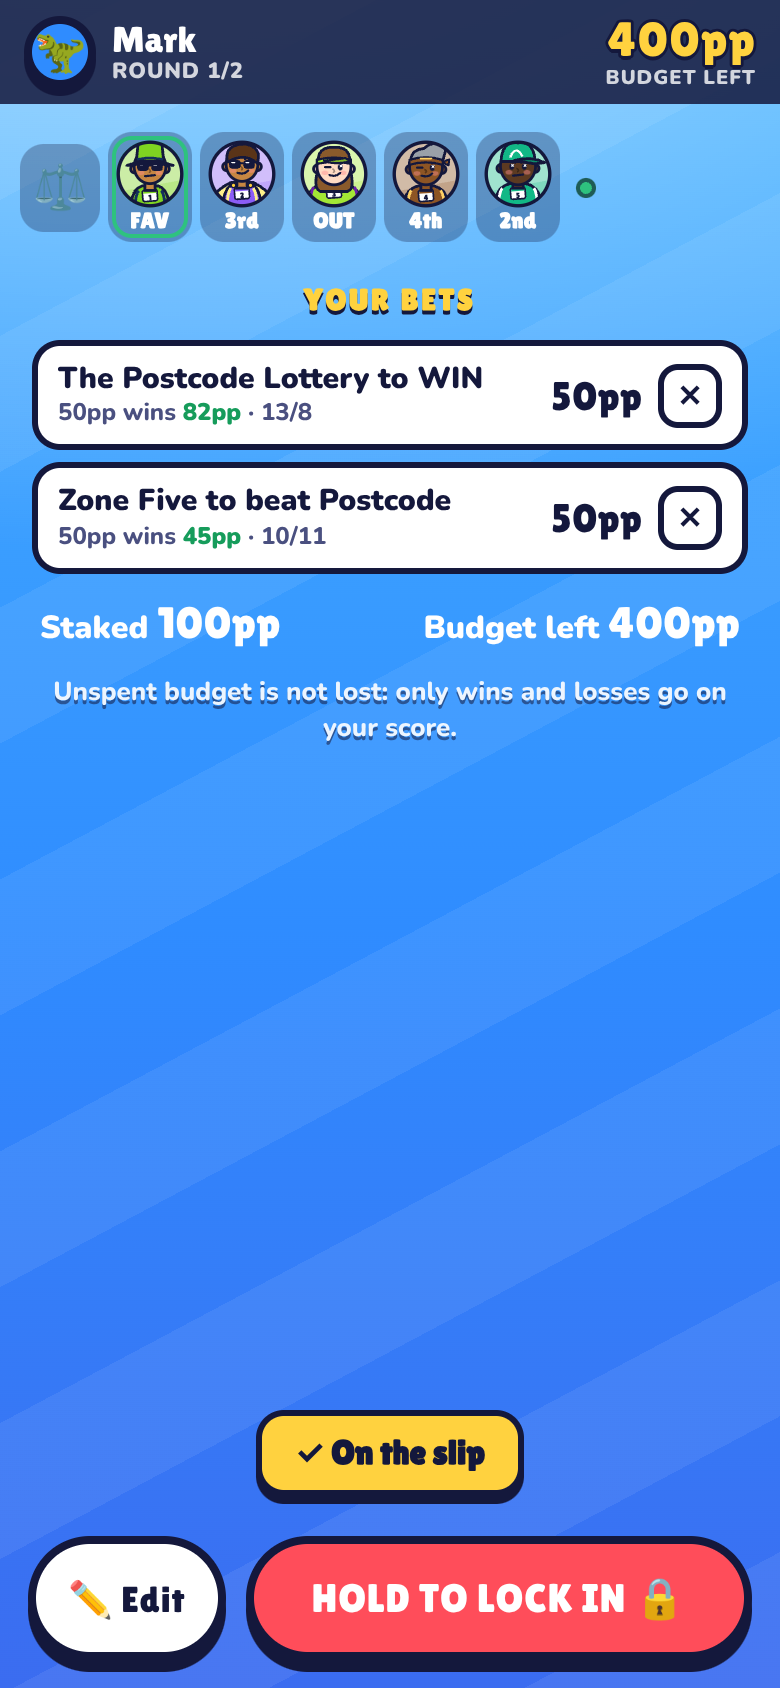 Mark
ROUND 1/2
400pp
BUDGET LEFT
FAV
3rd
OUT
4th
2nd
YOUR BETS
The Postcode Lottery to WIN
50pp wins 82pp · 13/8
50pp
×
Zone Five to beat Postcode
50pp wins 45pp · 10/11
50pp
×
Staked 100pp
Budget left 400pp
Unspent budget is not lost: only wins and losses go on
your score.
✓ On the slip
✏️ Edit
HOLD TO LOCK IN 🔒